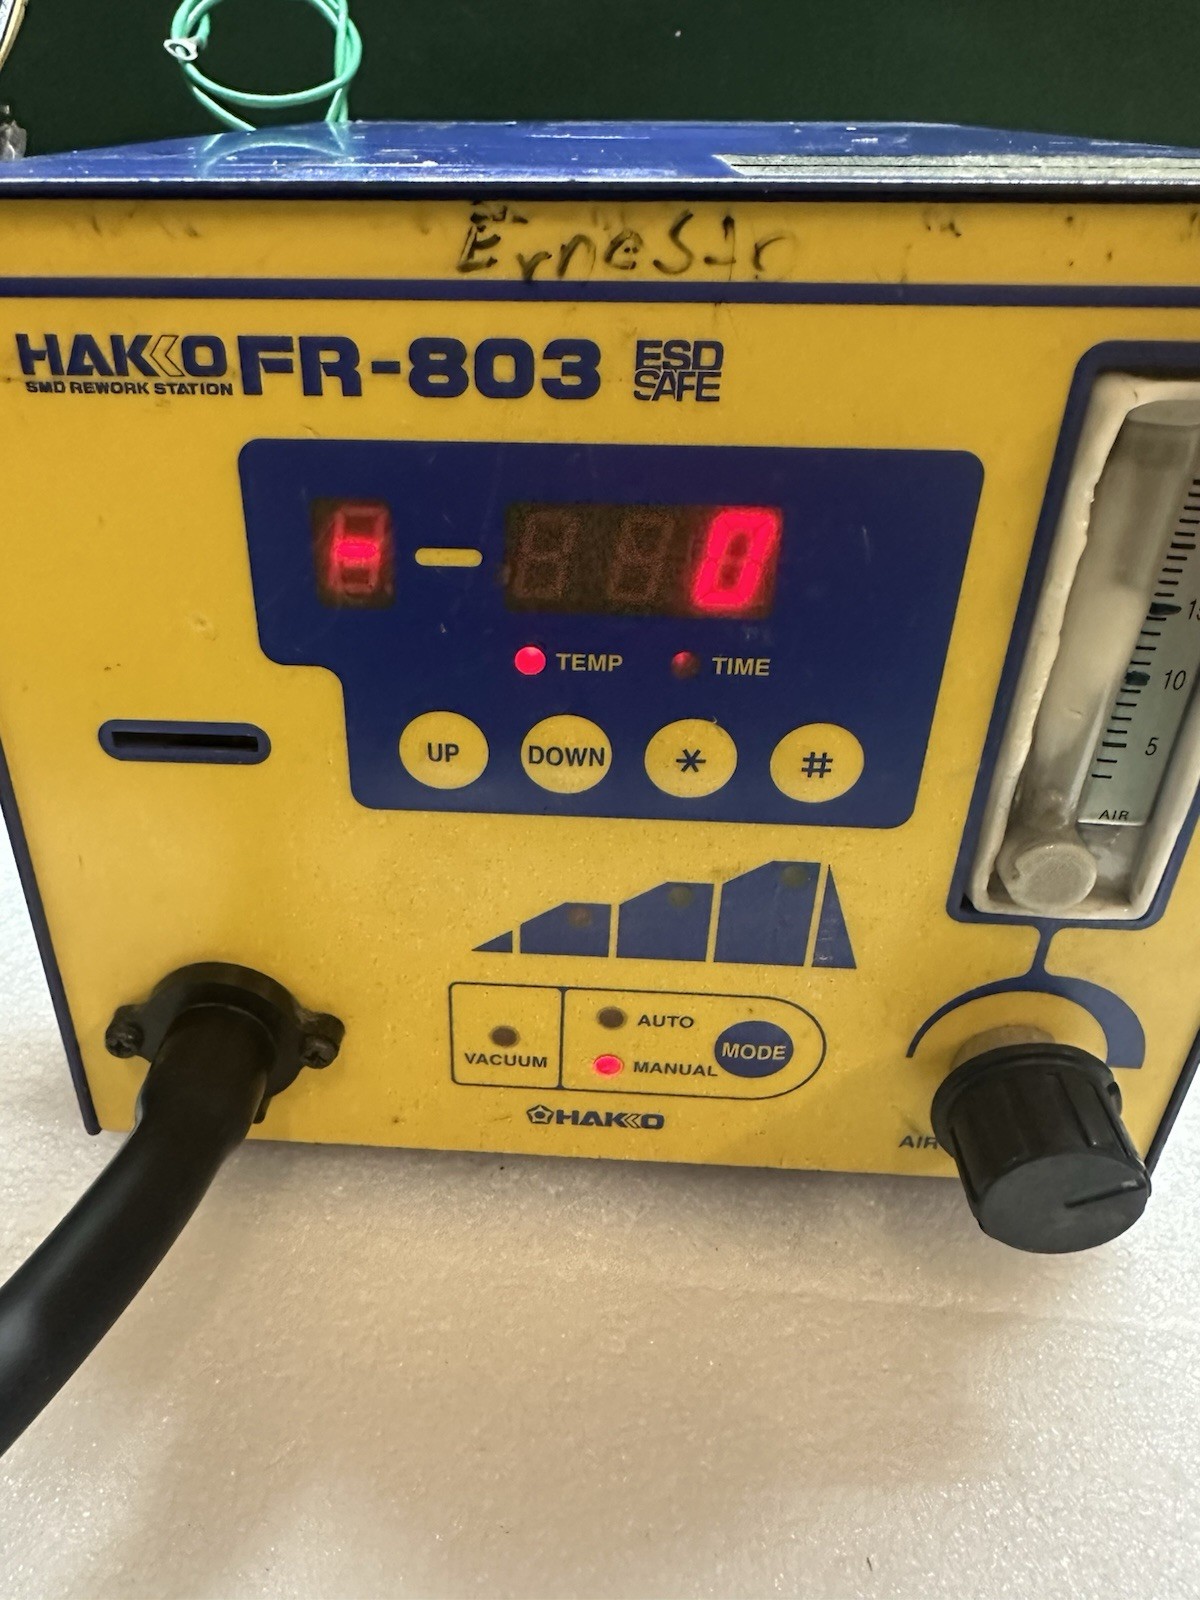 Ernesto
HAKKO FR-803 ESD SAFE
SMD REWORK STATION
- 0
TEMP TIME
15
10
5
AIR
UP DOWN * #
AUTO
VACUUM MANUAL MODE
HAKKO
AIR